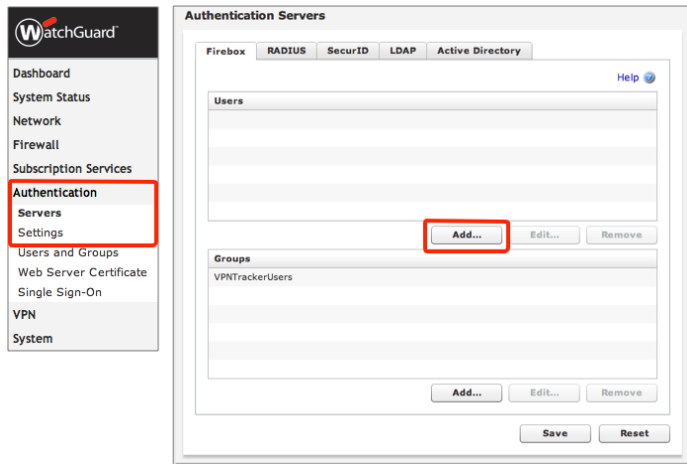 WatchGuard
Dashboard
System Status
Network
Firewall
Subscription Services
Authentication
Servers
Settings
Users and Groups
Web Server Certificate
Single Sign-On
VPN
System
Authentication Servers
Firebox RADIUS SecurID LDAP Active Directory
Help
Users
Add... Edit... Remove
Groups
VPNTrackerUsers
Add... Edit... Remove
Save Reset